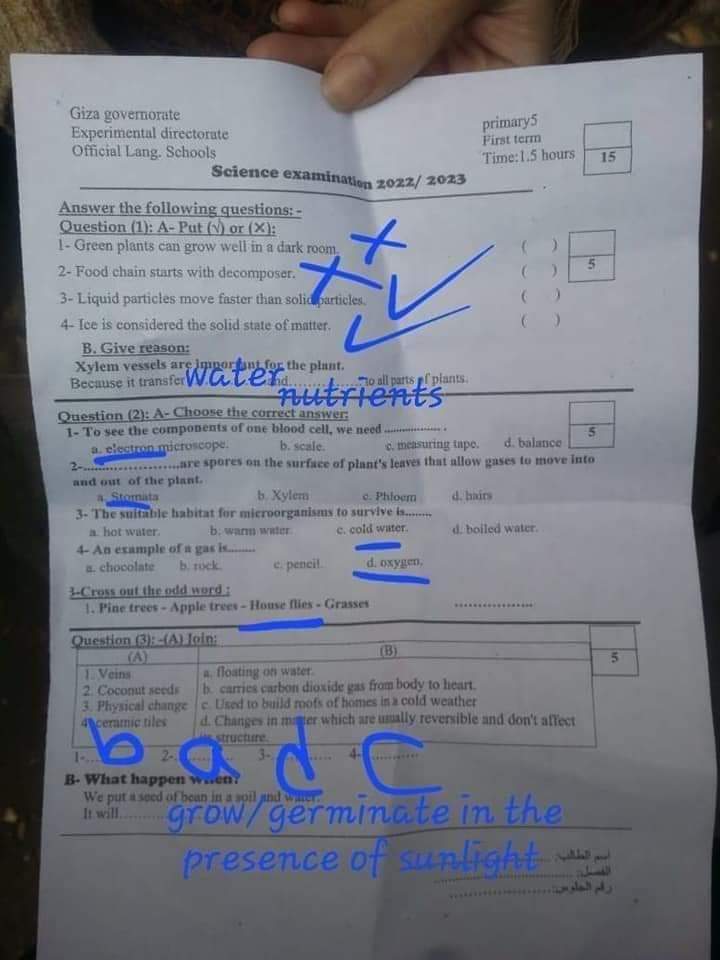 Giza governorate
Experimental directorate
Official Lang. Schools
primary5
First term
Time:1.5 hours
15
Science examination 2022/ 2023
Answer the following questions: -
Question (1): A- Put (√) or (×):
1- Green plants can grow well in a dark room. × ( )
2- Food chain starts with decomposer. × ( ) 5
3- Liquid particles move faster than solid particles. ✓ ( )
4- Ice is considered the solid state of matter. ✓ ( )
B. Give reason:
Xylem vessels are important for the plant.
Because it transfer water and nutrients to all parts of plants.
Question (2): A- Choose the correct answer:
1- To see the components of one blood cell, we need ................... . 5
a. electron microscope. b. scale. c. measuring tape. d. balance
2-......................are spores on the surface of plant's leaves that allow gases to move into
and out of the plant.
a. Stomata b. Xylem c. Phloem d. hairs
3- The suitable habitat for microorganisms to survive is........
a. hot water. b. warm water. c. cold water. d. boiled water.
4- An example of a gas is........
a. chocolate b. rock. c. pencil. d. oxygen.
3-Cross out the odd word :
1. Pine trees - Apple trees - House flies - Grasses .................
Question (3): -(A) Join:
(A) (B) 5
1. Veins a. floating on water.
2. Coconut seeds b. carries carbon dioxide gas from body to heart.
3. Physical change c. Used to build roofs of homes in a cold weather
4. ceramic tiles d. Changes in matter which are usually reversible and don't affect
its structure.
1- b 2- a 3- d 4- c
B- What happen when?
We put a seed of bean in a soil and water.
It will...... grow/germinate in the
presence of sunlight
اسم الطالب:
الفصل:
رقم الجلوس: